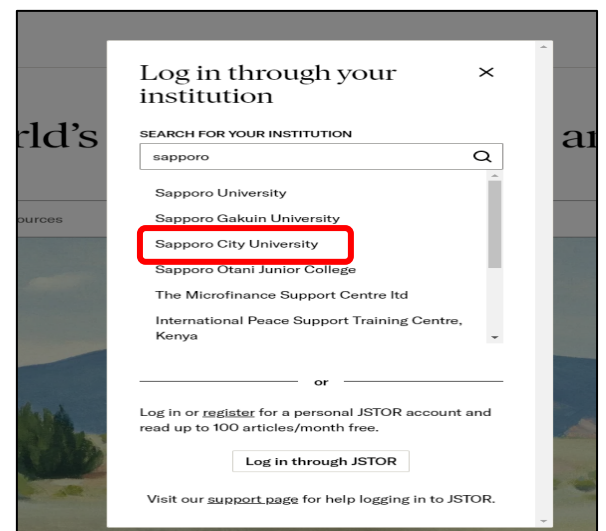 Log in through your
institution
SEARCH FOR YOUR INSTITUTION
rld's
sapporo
Sapporo University
Sapporo Gakuin University
ources
Sapporo City University
Sapporo Otani Junior College
The Microfinance Support Centre ltd
International Peace Support Training Centre,
Kenya
or
Log in or register for a personal JSTOR account and
read up to 100 articles/month free.
Log in through JSTOR
Visit our support page for help logging in to JSTOR.